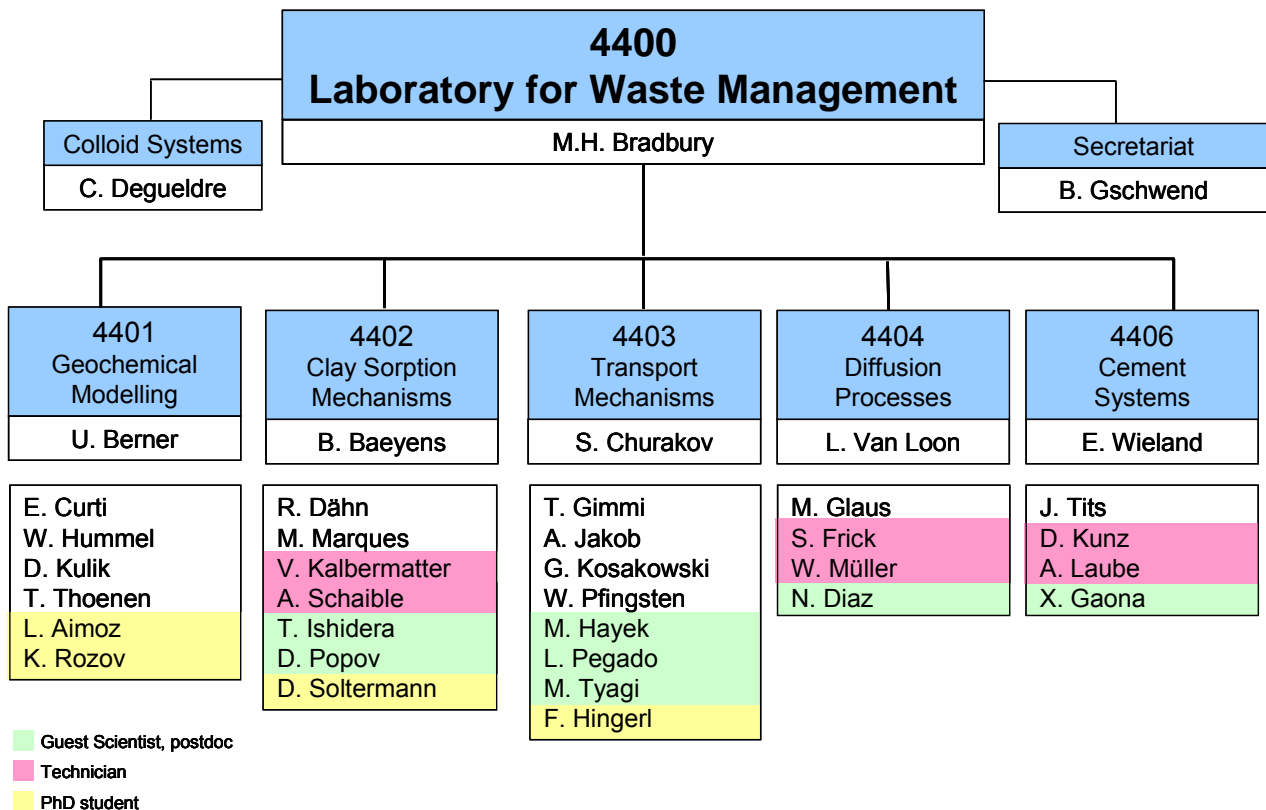 4400
Laboratory for Waste Management
M.H. Bradbury
Colloid Systems
C. Degueldre
Secretariat
B. Gschwend
4401
Geochemical
Modelling
U. Berner
E. Curti
W. Hummel
D. Kulik
T. Thoenen
L. Aimoz
K. Rozov
4402
Clay Sorption
Mechanisms
B. Baeyens
R. Dähn
M. Marques
V. Kalbermatter
A. Schaible
T. Ishidera
D. Popov
D. Soltermann
4403
Transport
Mechanisms
S. Churakov
T. Gimmi
A. Jakob
G. Kosakowski
W. Pfingsten
M. Hayek
L. Pegado
M. Tyagi
F. Hingerl
4404
Diffusion
Processes
L. Van Loon
M. Glaus
S. Frick
W. Müller
N. Diaz
4406
Cement
Systems
E. Wieland
J. Tits
D. Kunz
A. Laube
X. Gaona
Guest Scientist, postdoc
Technician
PhD student